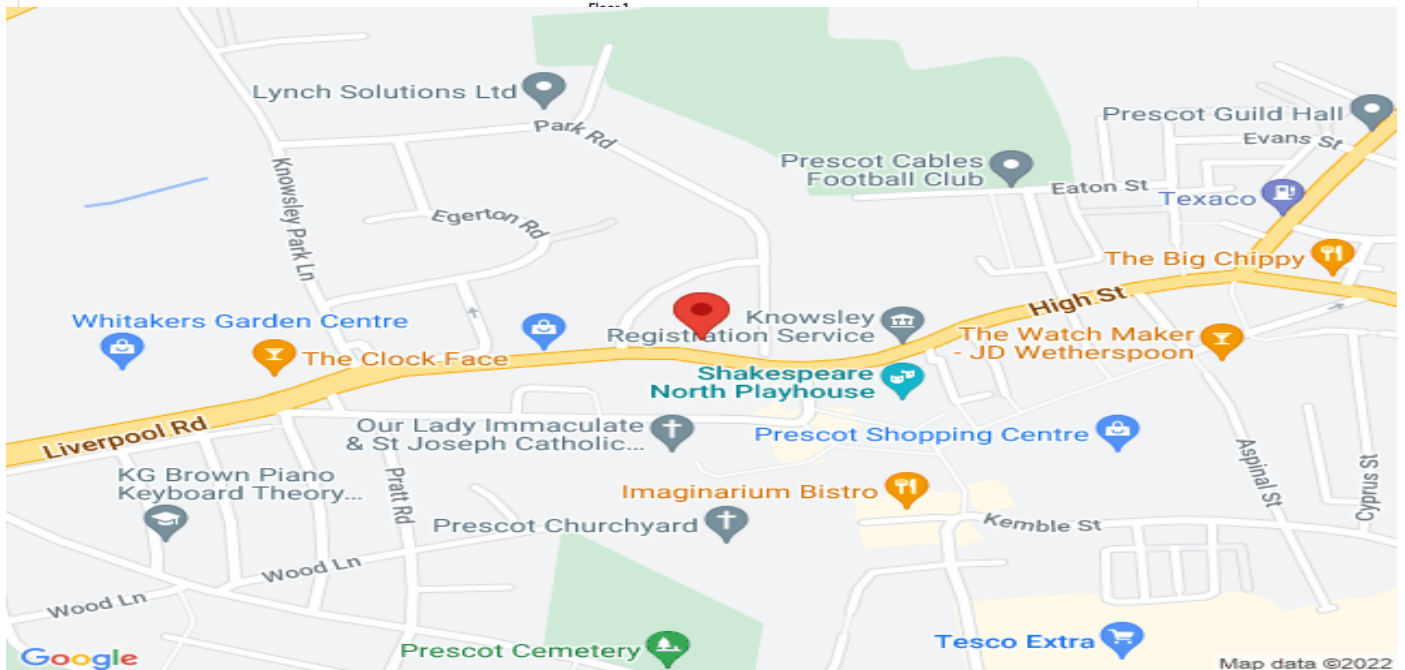 Floor 1
Lynch Solutions Ltd
Park Rd
Prescot Guild Hall
Evans St
Prescot Cables
Football Club
Eaton St
Texaco
Knowsley Park Ln
Egerton Rd
The Big Chippy
High St
Whitakers Garden Centre
The Clock Face
Knowsley
Registration Service
The Watch Maker
- JD Wetherspoon
Shakespeare
North Playhouse
Liverpool Rd
Our Lady Immaculate
& St Joseph Catholic...
Prescot Shopping Centre
KG Brown Piano
Keyboard Theory...
Pratt Rd
Imaginarium Bistro
Aspinal St
Cyprus St
Prescot Churchyard
Kemble St
Wood Ln
Wood Ln
Prescot Cemetery
Tesco Extra
Google
Map data ©2022